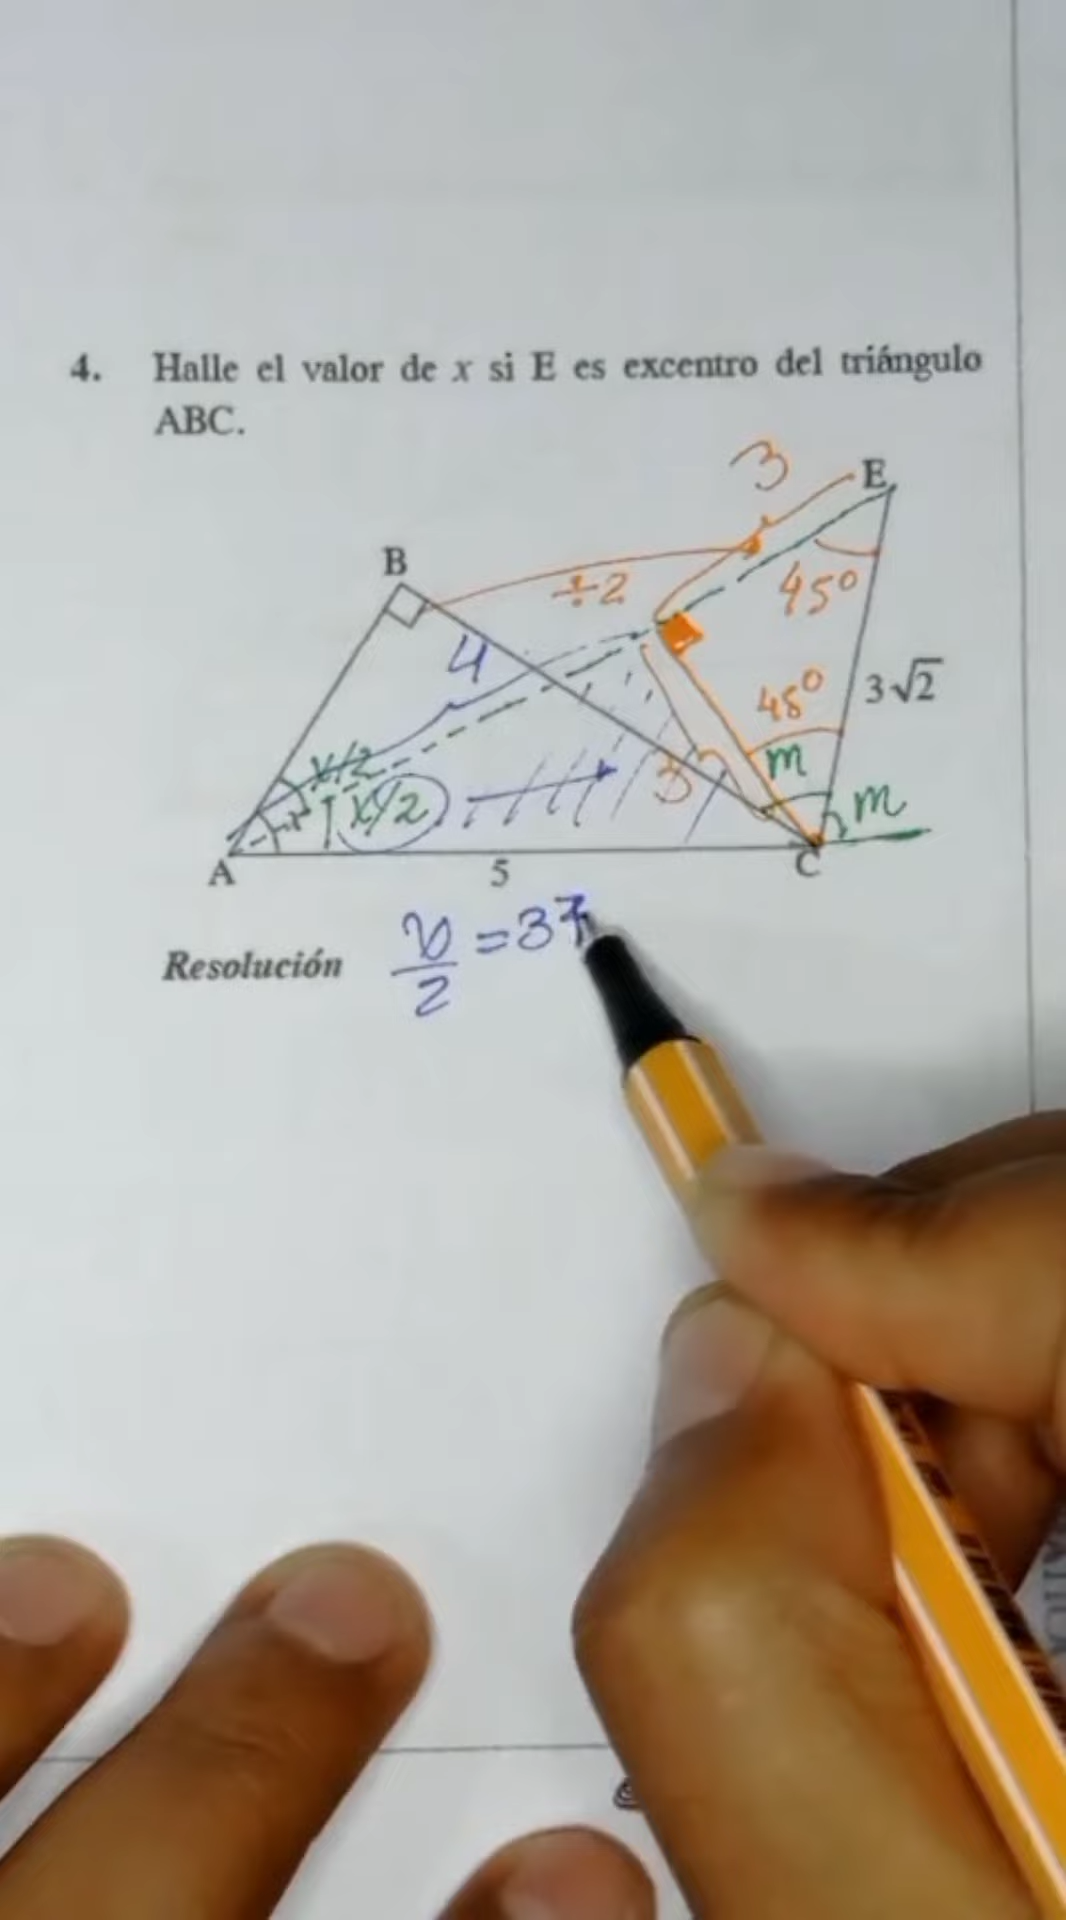 4. Halle el valor de x si E es excentro del triángulo
ABC.
3
E
B
÷2
45°
4
45°
3√2
x/2
m
x
x/2
3
m
A
5
C
Resolución
x/2 = 37